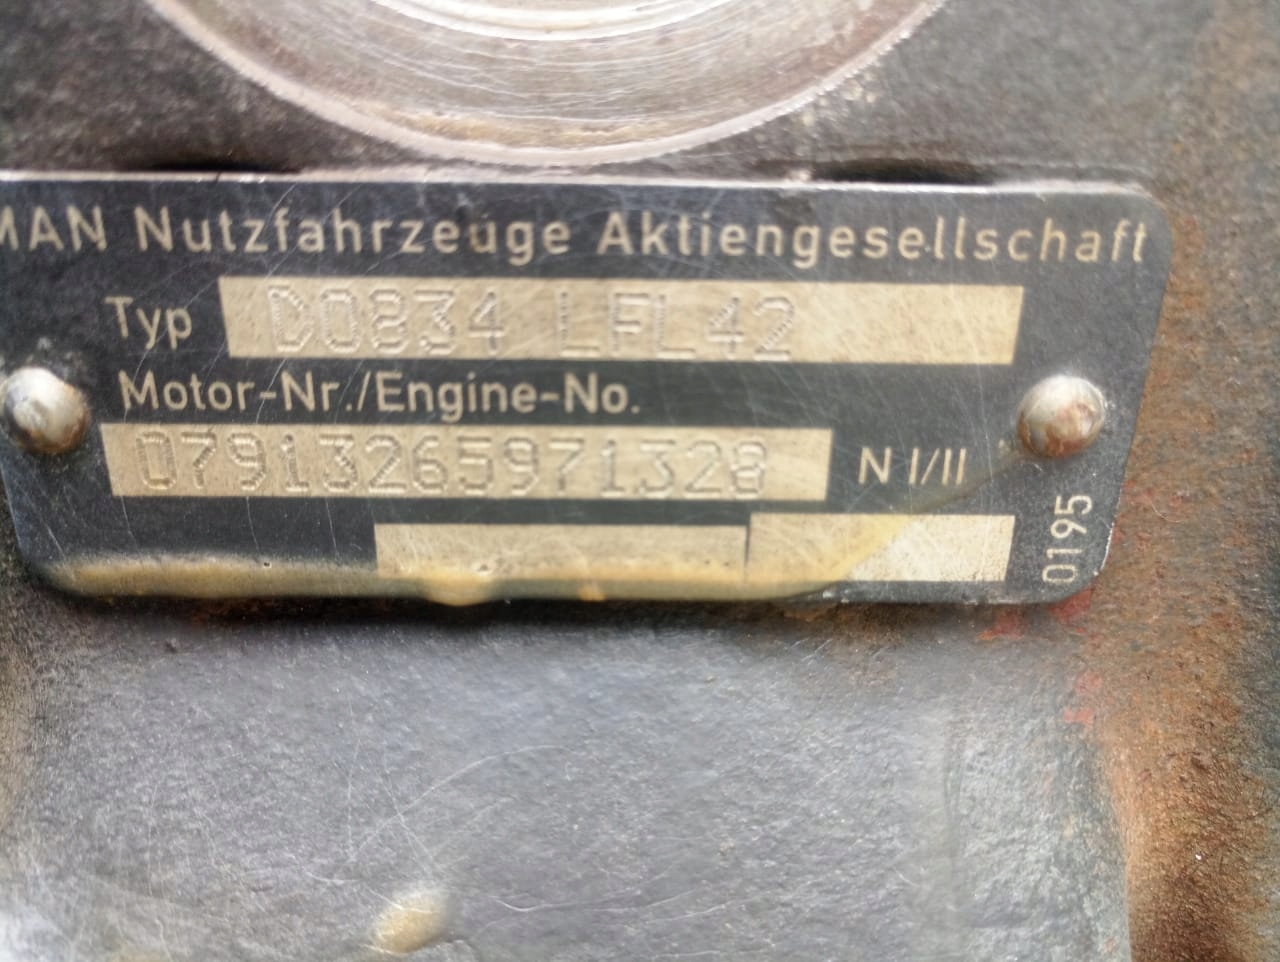 MAN Nutzfahrzeuge Aktiengesellschaft
Typ D0834 LFL42
Motor-Nr./Engine-No.
07913265971328 N I/II
0195